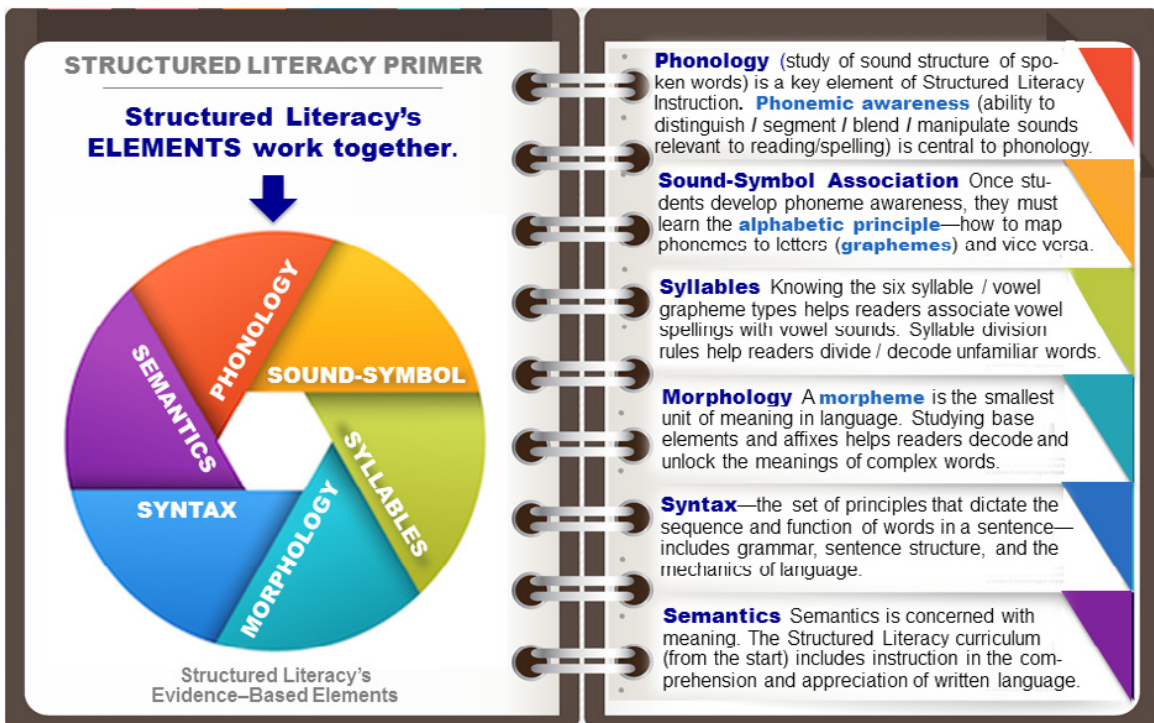 STRUCTURED LITERACY PRIMER
Structured Literacy's
ELEMENTS work together.
PHONOLOGY
SOUND-SYMBOL
SYLLABLES
MORPHOLOGY
SYNTAX
SEMANTICS
Structured Literacy's
Evidence–Based Elements
Phonology (study of sound structure of spo-
ken words) is a key element of Structured Literacy
Instruction. Phonemic awareness (ability to
distinguish / segment / blend / manipulate sounds
relevant to reading/spelling) is central to phonology.
Sound-Symbol Association Once stu-
dents develop phoneme awareness, they must
learn the alphabetic principle—how to map
phonemes to letters (graphemes) and vice versa.
Syllables Knowing the six syllable / vowel
grapheme types helps readers associate vowel
spellings with vowel sounds. Syllable division
rules help readers divide / decode unfamiliar words.
Morphology A morpheme is the smallest
unit of meaning in language. Studying base
elements and affixes helps readers decode and
unlock the meanings of complex words.
Syntax—the set of principles that dictate the
sequence and function of words in a sentence—
includes grammar, sentence structure, and the
mechanics of language.
Semantics Semantics is concerned with
meaning. The Structured Literacy curriculum
(from the start) includes instruction in the com-
prehension and appreciation of written language.